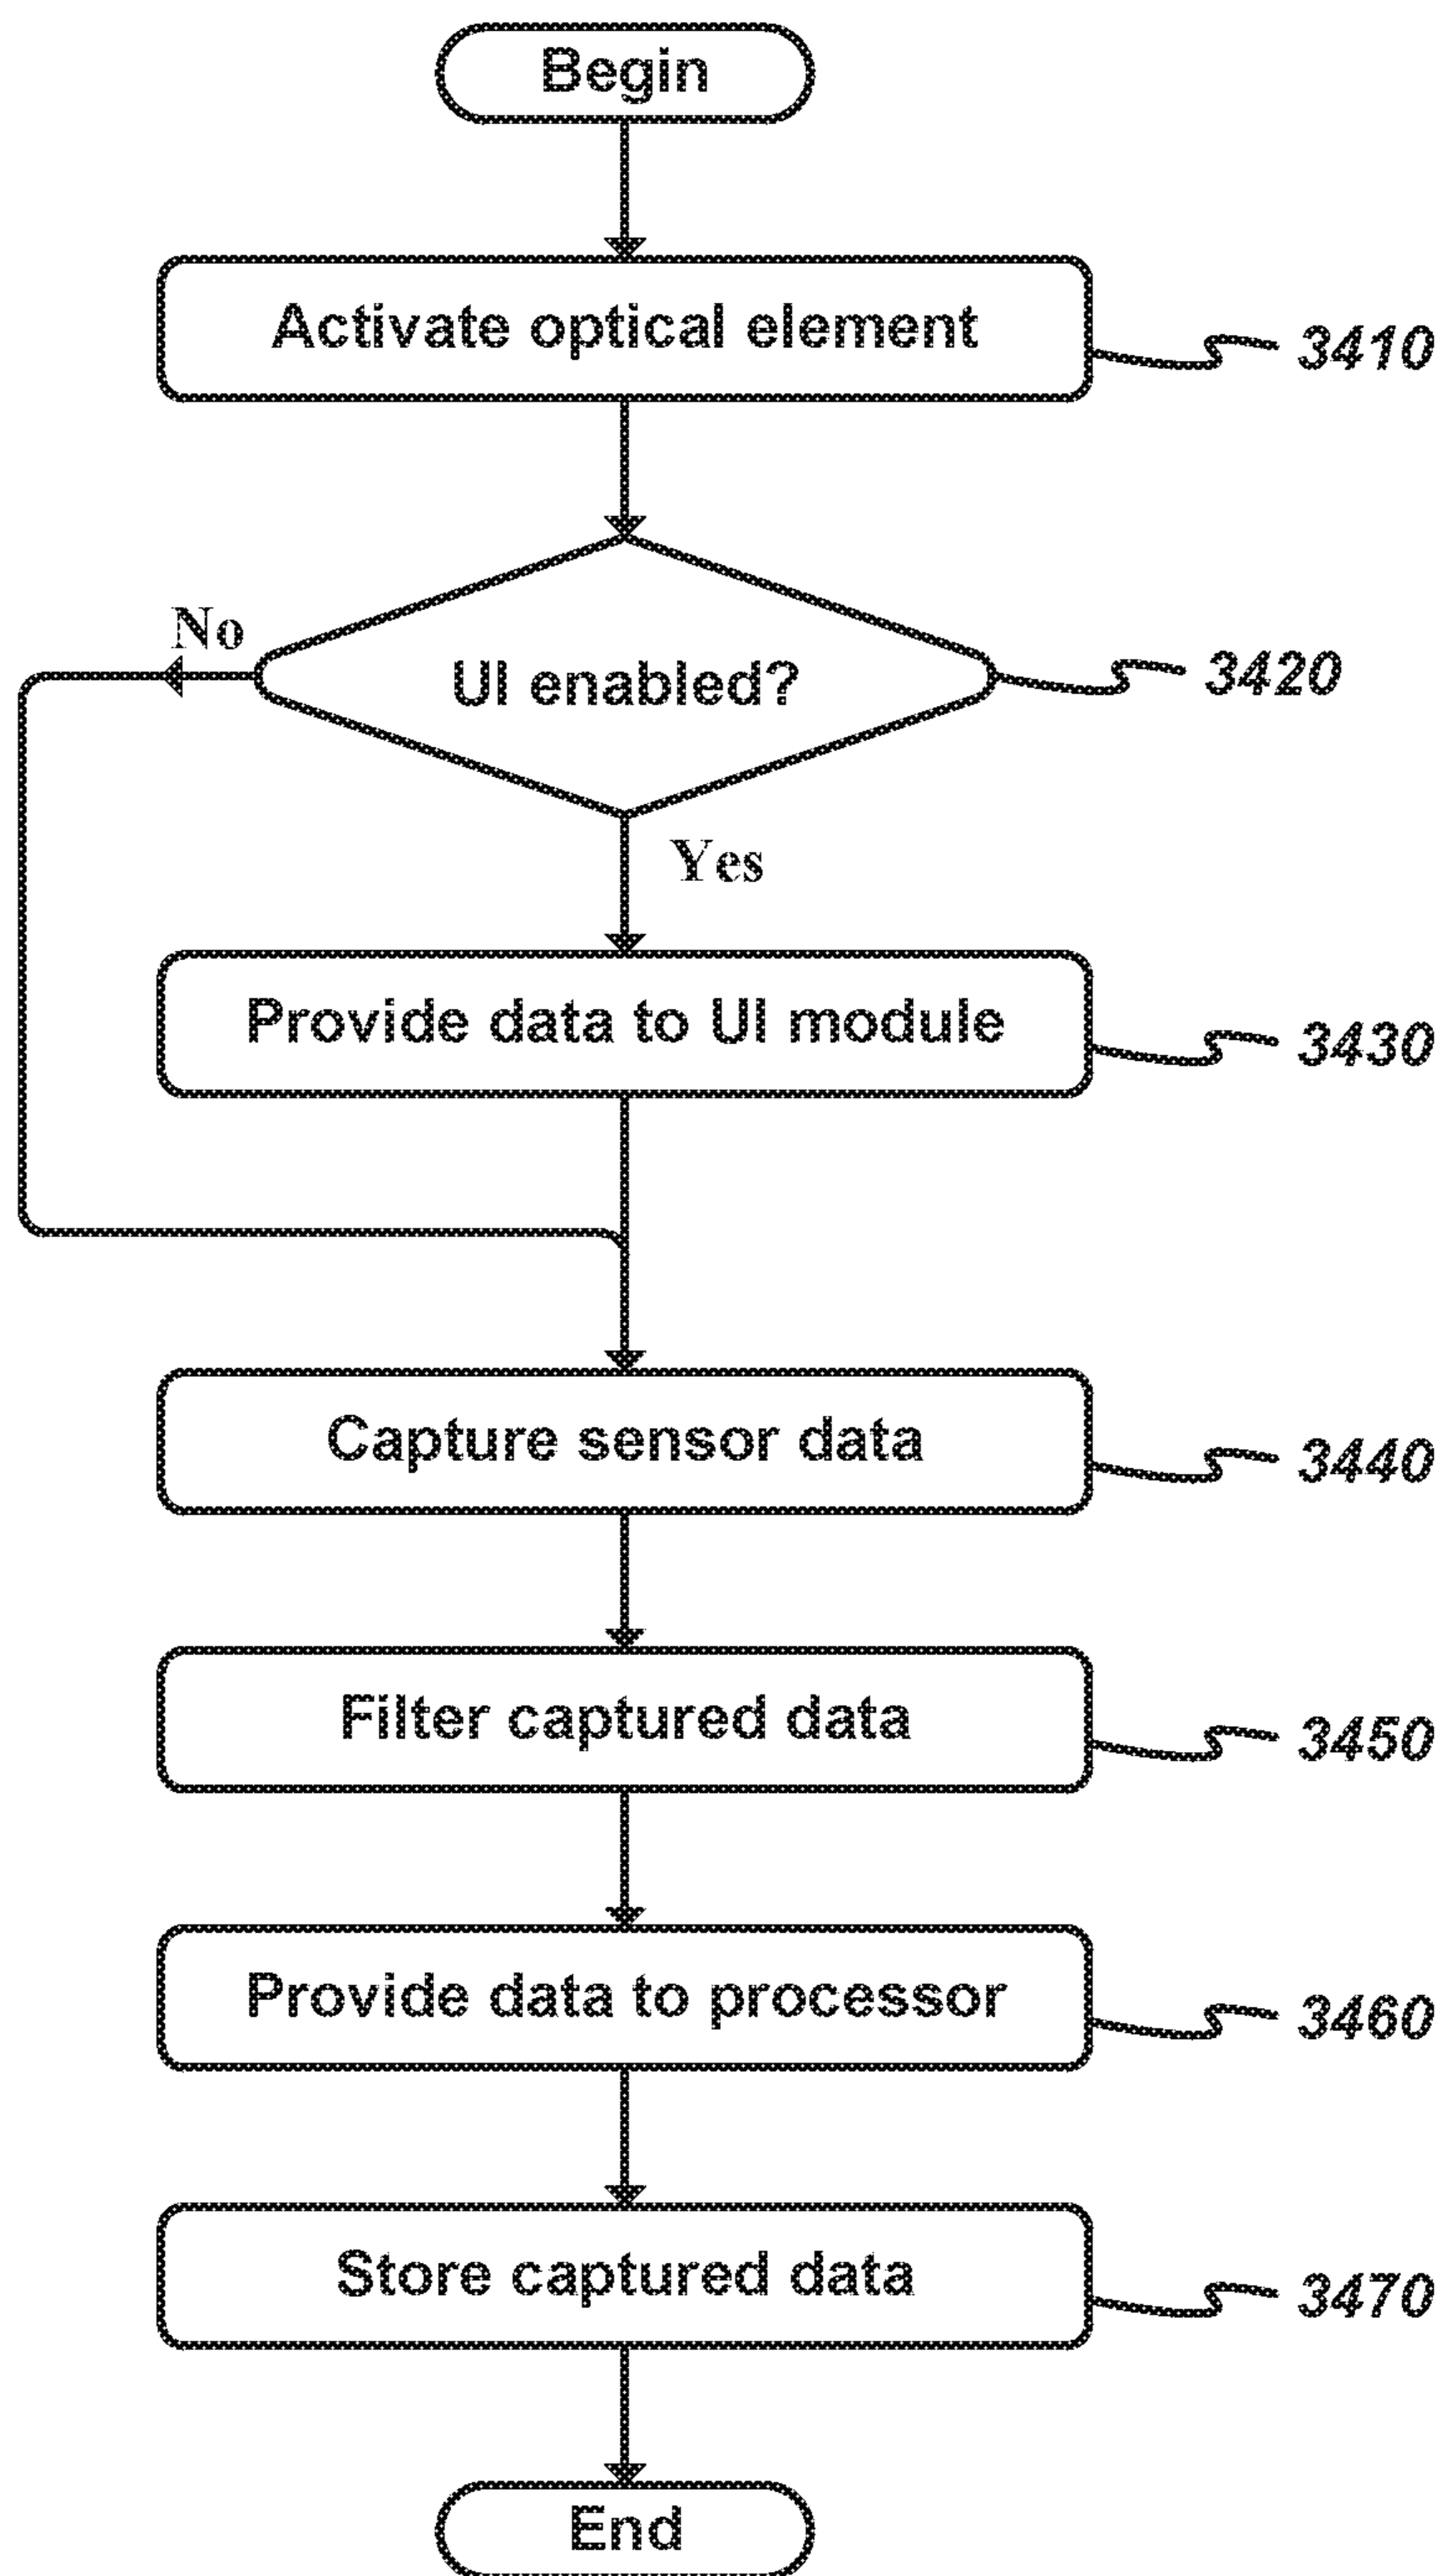 Begin
Activate optical element
3410
No
UI enabled?
3420
Yes
Provide data to UI module
3430
Capture sensor data
3440
Filter captured data
3450
Provide data to processor
3460
Store captured data
3470
End